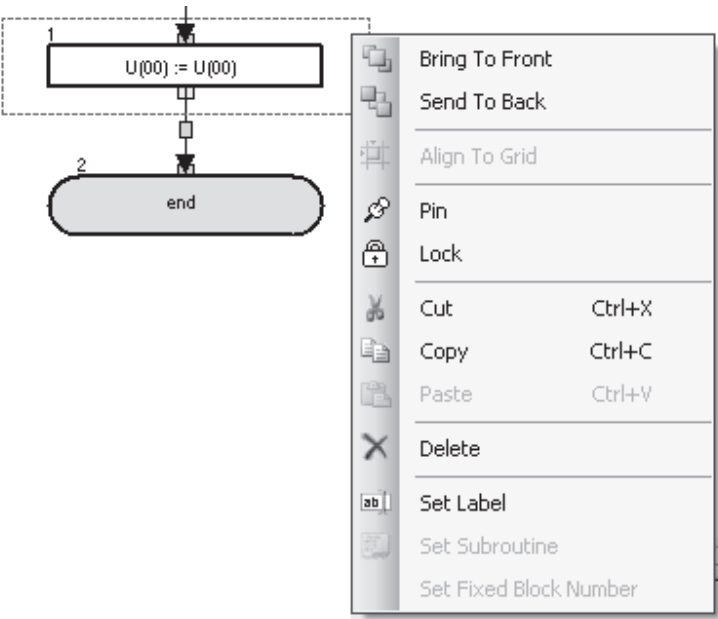 1
U(00) := U(00)
2
end
Bring To Front
Send To Back
Align To Grid
Pin
Lock
Cut Ctrl+X
Copy Ctrl+C
Paste Ctrl+V
Delete
ab Set Label
Set Subroutine
Set Fixed Block Number